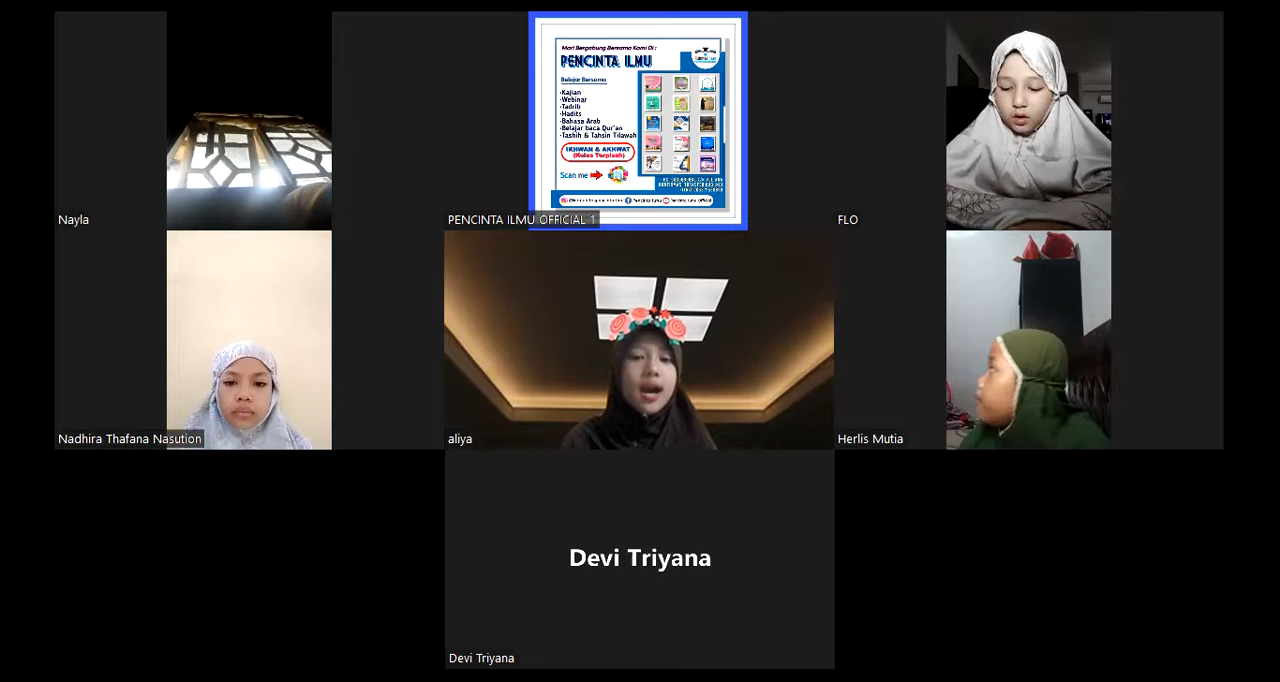 Mari Bergabung Bersama Kami Di :
PENCINTA ILMU
Belajar Bersama
-Kajian
-Webinar
-Tadrib
-Hadits
-Bahasa Arab
-Belajar baca Qur'an
-Tashih & Tahsin Tilawah
IKHWAN & AKHWAT
(Kelas Terpisah)
Scan me
Nayla
PENCINTA ILMU OFFICIAL 1
FLO
Nadhira Thafana Nasution
aliya
Herlis Mutia
Devi Triyana
Devi Triyana